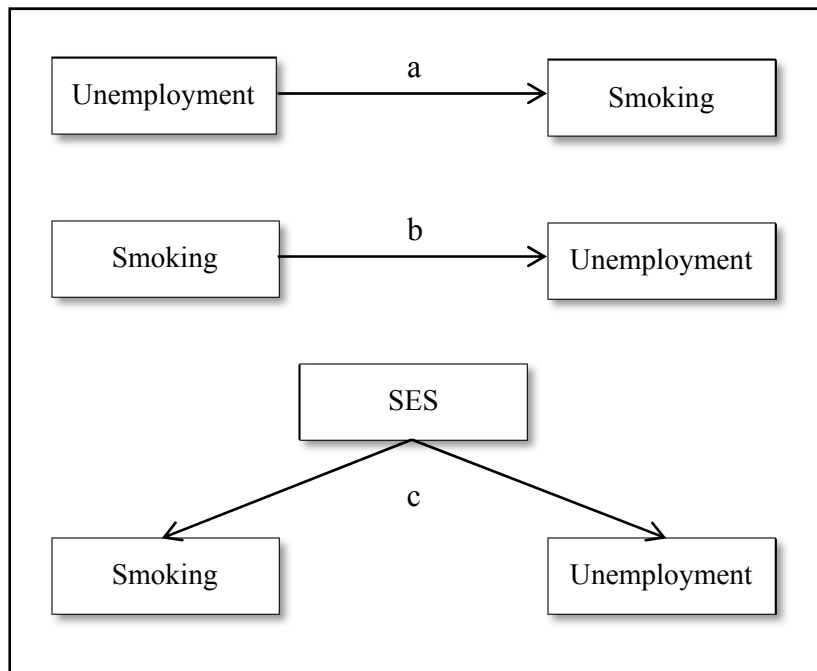 a
Unemployment
Smoking
b
Smoking
Unemployment
SES
c
Smoking
Unemployment